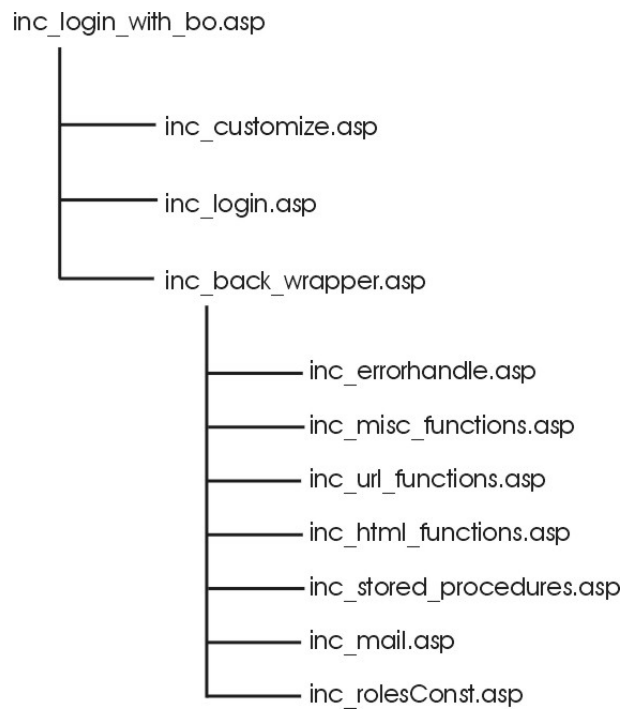 inc_login_with_bo.asp
inc_customize.asp
inc_login.asp
inc_back_wrapper.asp
inc_errorhandle.asp
inc_misc_functions.asp
inc_url_functions.asp
inc_html_functions.asp
inc_stored_procedures.asp
inc_mail.asp
inc_rolesConst.asp